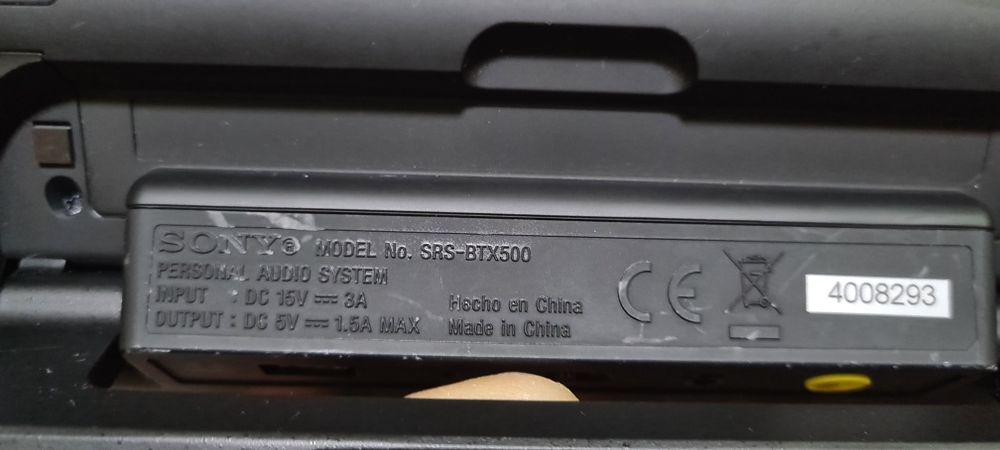 SONY® MODEL No. SRS-BTX500
PERSONAL AUDIO SYSTEM
INPUT : DC 15V ⎓ 3A
OUTPUT : DC 5V ⎓ 1.5A MAX
Hecho en China
Made in China
CE
4008293